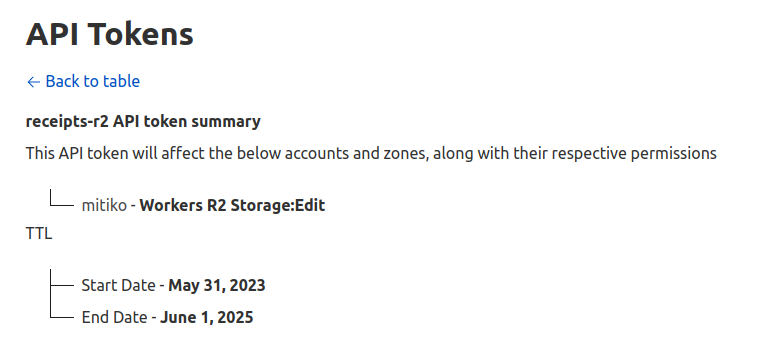 API Tokens
← Back to table
receipts-r2 API token summary
This API token will affect the below accounts and zones, along with their respective permissions
mitiko - Workers R2 Storage:Edit
TTL
Start Date - May 31, 2023
End Date - June 1, 2025